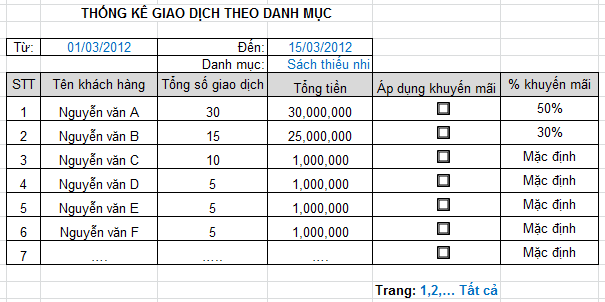 THỐNG KÊ GIAO DỊCH THEO DANH MỤC
Từ: 01/03/2012 Đến: 15/03/2012
Danh mục: Sách thiếu nhi
STT Tên khách hàng Tổng số giao dịch Tổng tiền Áp dụng khuyến mãi % khuyến mãi
1 Nguyễn văn A 30 30,000,000 50%
2 Nguyễn văn B 15 25,000,000 30%
3 Nguyễn văn C 10 1,000,000 Mặc định
4 Nguyễn văn D 5 1,000,000 Mặc định
5 Nguyễn văn E 5 1,000,000 Mặc định
6 Nguyễn văn F 5 1,000,000 Mặc định
7 .... ..... .... Mặc định
Trang: 1,2,... Tất cả